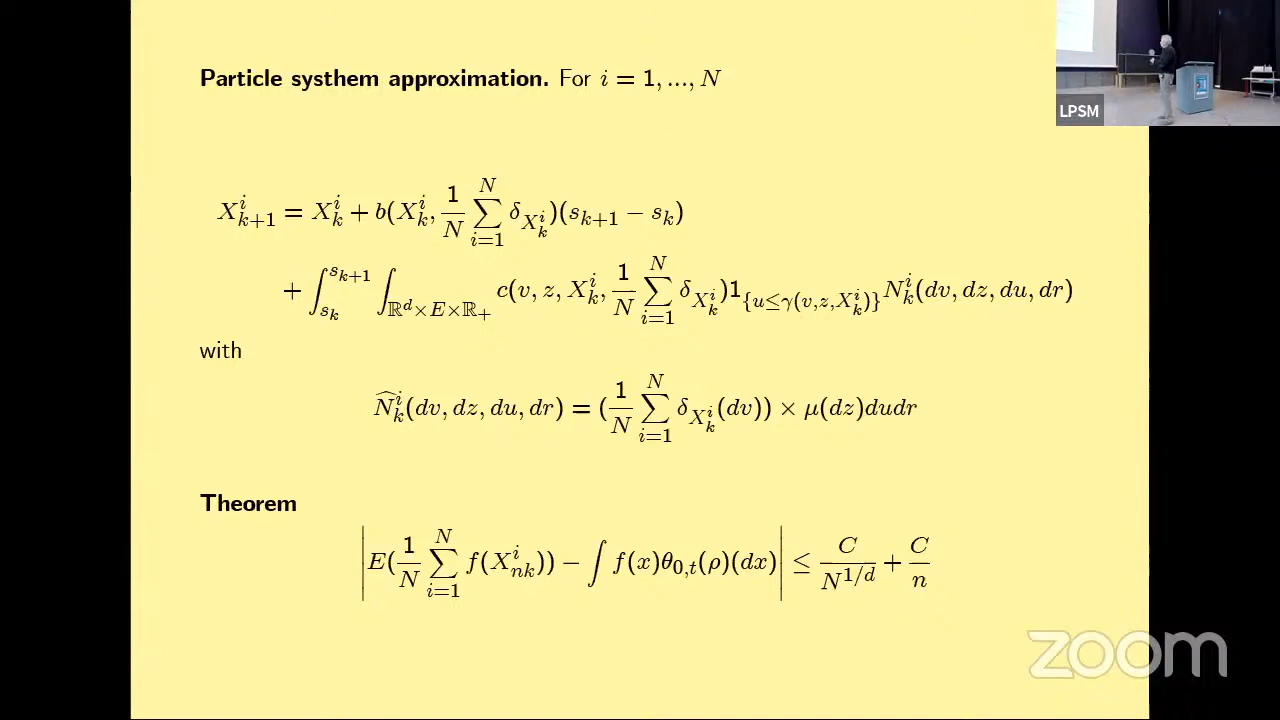 Particle systhem approximation. For $i = 1, ..., N$
$X^i_{k+1} = X^i_k + b(X^i_k, \frac{1}{N} \sum_{i=1}^{N} \delta_{X^i_k})(s_{k+1} - s_k)$
$+ \int_{s_k}^{s_{k+1}} \int_{\mathbb{R}^d \times E \times \mathbb{R}_+} c(v, z, X^i_k, \frac{1}{N} \sum_{i=1}^{N} \delta_{X^i_k}) 1_{\{u \leq \gamma(v,z,X^i_k)\}} N^i_k(dv, dz, du, dr)$
with
$\widehat{N}^i_k(dv, dz, du, dr) = (\frac{1}{N} \sum_{i=1}^{N} \delta_{X^i_k}(dv)) \times \mu(dz)dudr$
Theorem
$\left| E(\frac{1}{N} \sum_{i=1}^{N} f(X^i_{nk})) - \int f(x)\theta_{0,t}(\rho)(dx) \right| \leq \frac{C}{N^{1/d}} + \frac{C}{n}$
LPSM
zoom